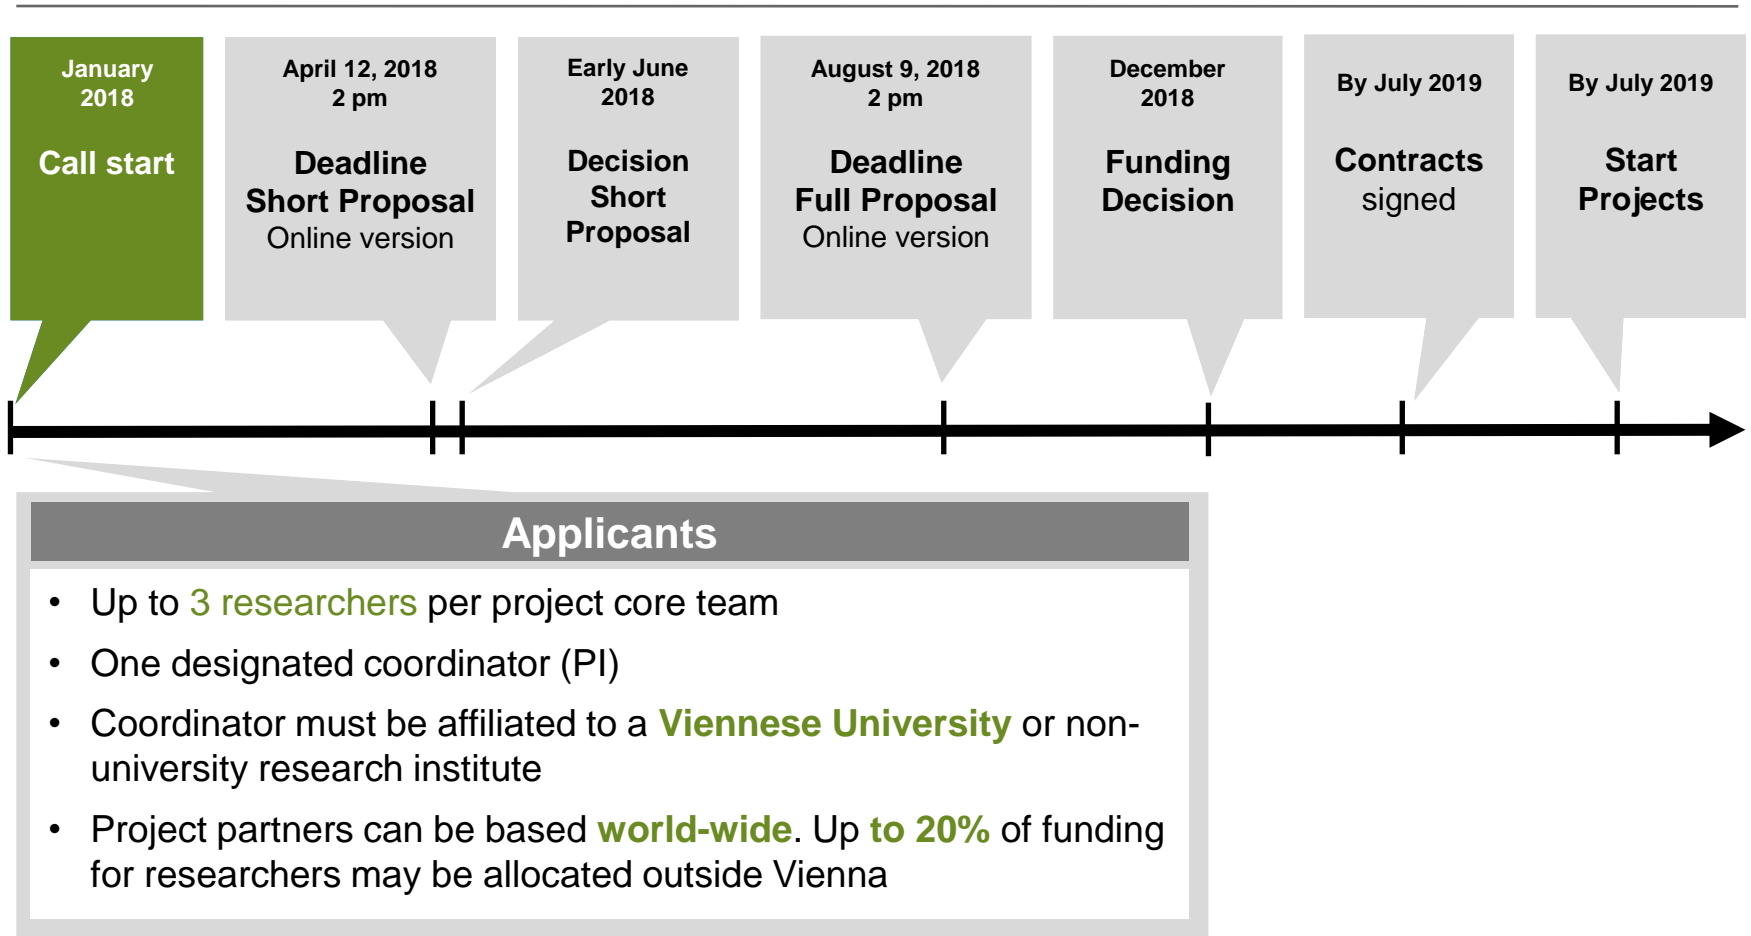 January
2018
Call start
April 12, 2018
2 pm
Deadline
Short Proposal
Online version
Early June
2018
Decision
Short
Proposal
August 9, 2018
2 pm
Deadline
Full Proposal
Online version
December
2018
Funding
Decision
By July 2019
Contracts
signed
By July 2019
Start
Projects
Applicants
• Up to 3 researchers per project core team
• One designated coordinator (PI)
• Coordinator must be affiliated to a Viennese University or non-
university research institute
• Project partners can be based world-wide. Up to 20% of funding
for researchers may be allocated outside Vienna